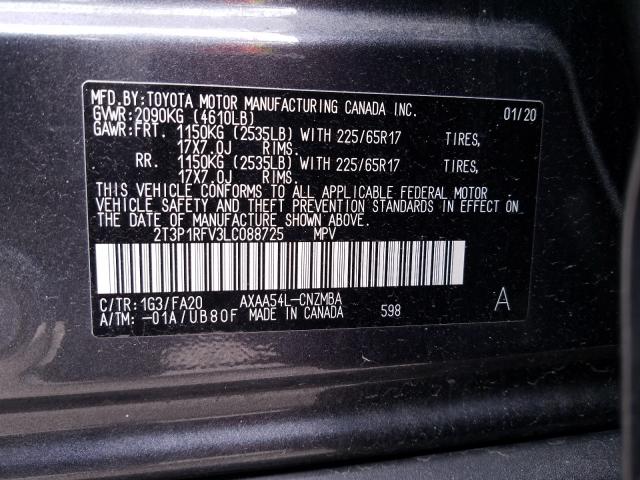 MFD.BY:TOYOTA MOTOR MANUFACTURING CANADA INC. 01/20
GVWR:2090KG (4610LB)
GAWR:FRT. 1150KG (2535LB) WITH 225/65R17 TIRES,
17X7.0J RIMS.
RR. 1150KG (2535LB) WITH 225/65R17 TIRES,
17X7.0J RIMS.
THIS VEHICLE CONFORMS TO ALL APPLICABLE FEDERAL MOTOR
VEHICLE SAFETY AND THEFT PREVENTION STANDARDS IN EFFECT ON
THE DATE OF MANUFACTURE SHOWN ABOVE.
2T3P1RFV3LC088725 MPV
C/TR:1G3/FA20 AXAA54L-CNZMBA A
A/TM:-01A/UB80F MADE IN CANADA 598